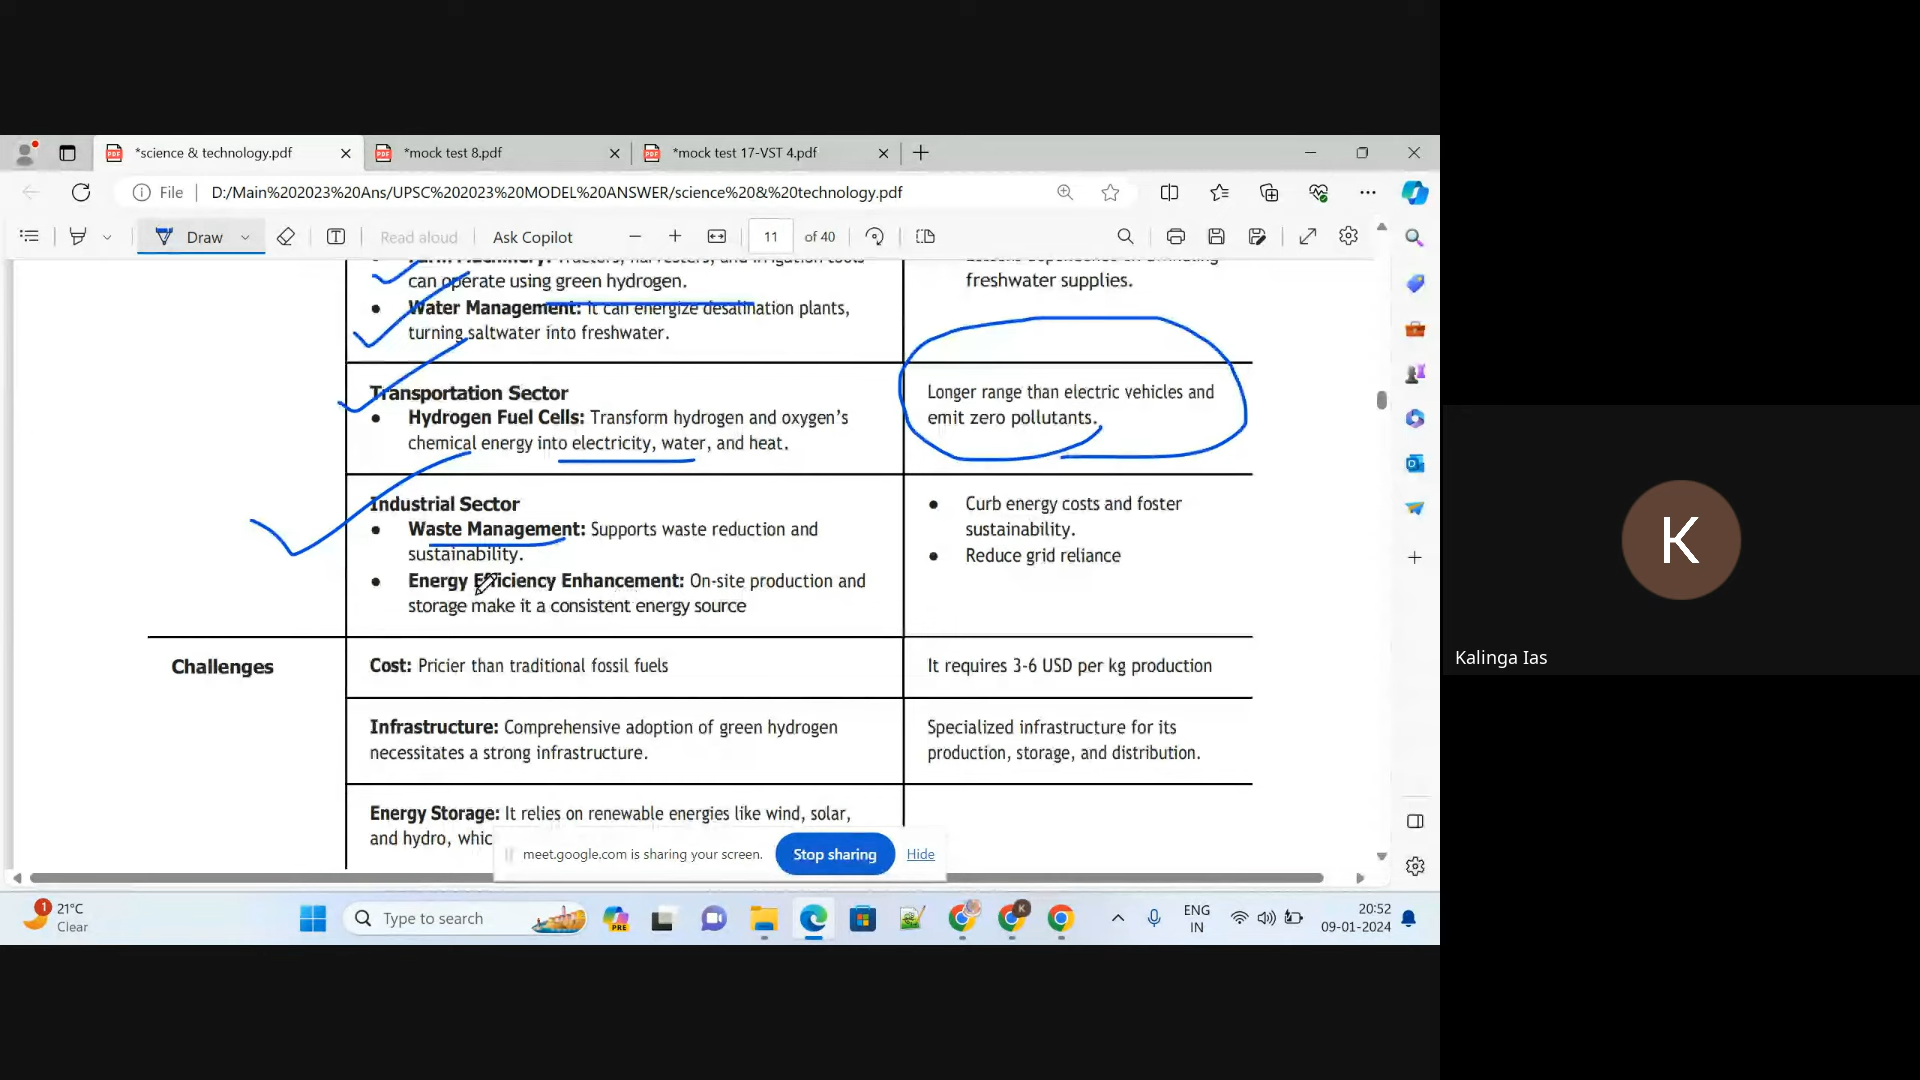 *science & technology.pdf
*mock test 8.pdf
*mock test 17-VST 4.pdf
File
D:/Main%202023%20Ans/UPSC%202023%20MODEL%20ANSWER/science%20&%20technology.pdf
Draw
Read aloud
Ask Copilot
11
of 40
can operate using green hydrogen.
freshwater supplies.
• Water Management: It can energize desalination plants,
turning saltwater into freshwater.
Transportation Sector
• Hydrogen Fuel Cells: Transform hydrogen and oxygen's
chemical energy into electricity, water, and heat.
Longer range than electric vehicles and
emit zero pollutants.
Industrial Sector
• Waste Management: Supports waste reduction and
sustainability.
• Energy Efficiency Enhancement: On-site production and
storage make it a consistent energy source
• Curb energy costs and foster
sustainability.
• Reduce grid reliance
Challenges
Cost: Pricier than traditional fossil fuels
It requires 3-6 USD per kg production
Infrastructure: Comprehensive adoption of green hydrogen
necessitates a strong infrastructure.
Specialized infrastructure for its
production, storage, and distribution.
Energy Storage: It relies on renewable energies like wind, solar,
and hydro,
meet.google.com is sharing your screen.
Stop sharing
Hide
K
Kalinga Ias
1
21°C
Clear
Type to search
PRE
K
ENG
IN
20:52
09-01-2024